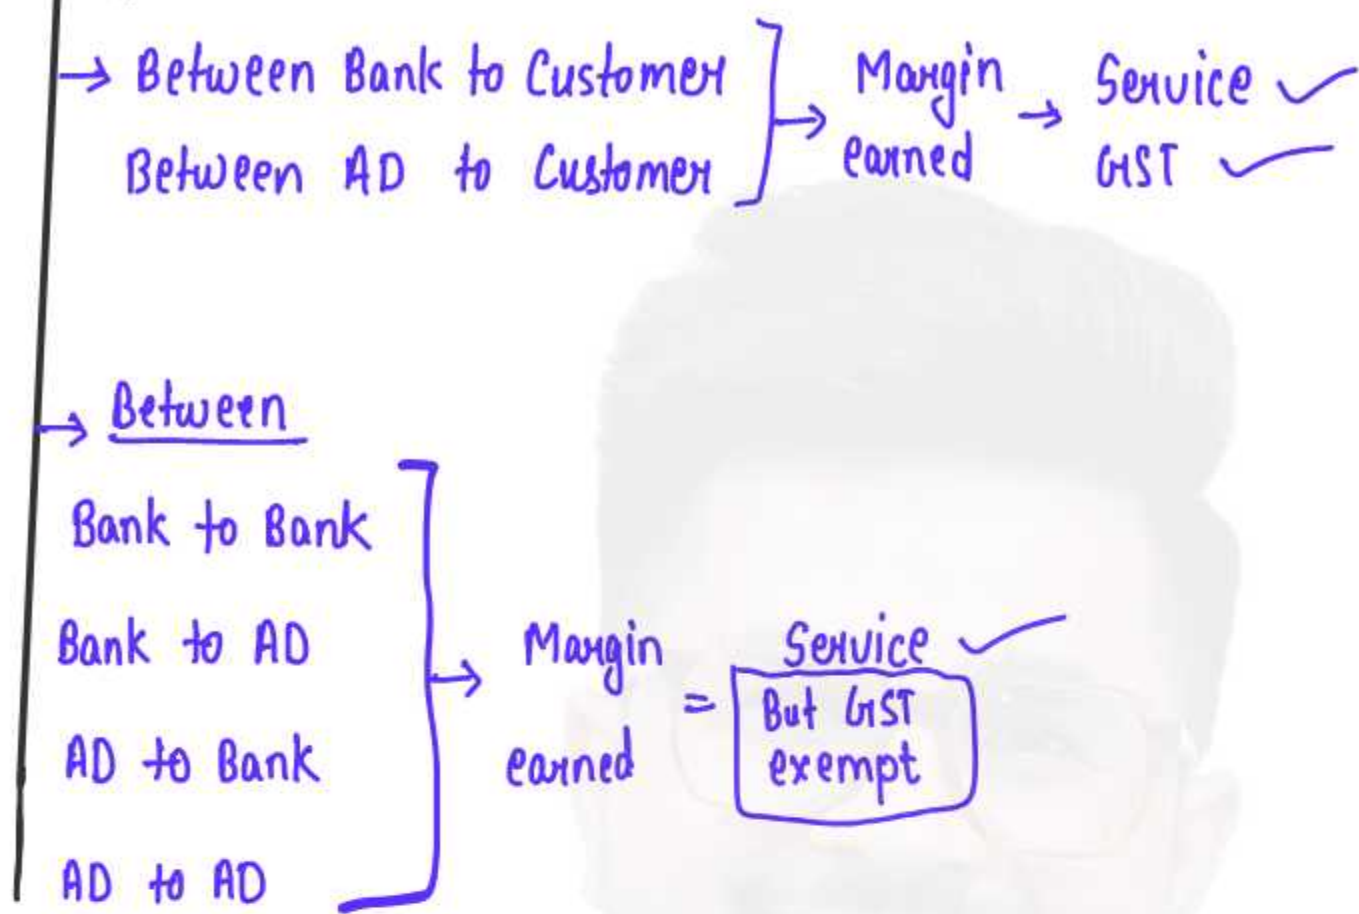 → Between Bank to Customer
Between AD to Customer
→ Margin earned → Service ✓
GST ✓
→ Between
Bank to Bank
Bank to AD
AD to Bank
AD to AD
→ Margin earned = Service ✓
But GST
exempt